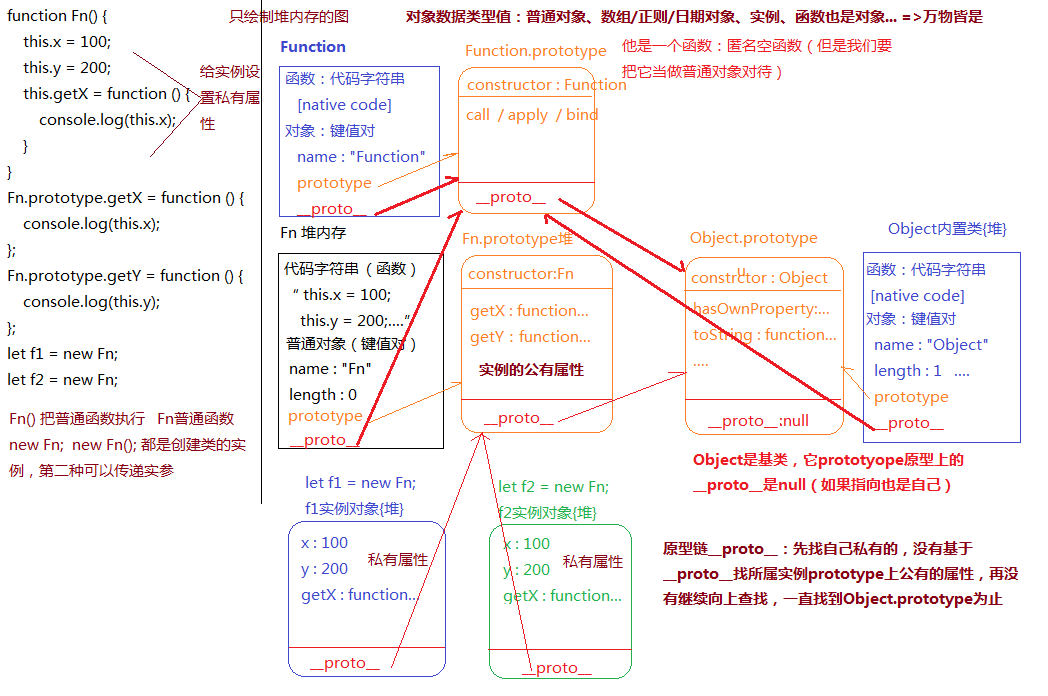 function Fn() {
this.x = 100;
this.y = 200;
this.getX = function () {
console.log(this.x);
}
}
Fn.prototype.getX = function () {
console.log(this.x);
};
Fn.prototype.getY = function () {
console.log(this.y);
};
let f1 = new Fn;
let f2 = new Fn;
Fn() 把普通函数执行 Fn普通函数
new Fn; new Fn(); 都是创建类的实
例，第二种可以传递实参
给实例设
置私有属
性
只绘制堆内存的图
对象数据类型值：普通对象、数组/正则/日期对象、实例、函数也是对象... =>万物皆是
Function
函数：代码字符串
[native code]
对象：键值对
name : "Function"
prototype
__proto__
Function.prototype
constructor : Function
call / apply / bind
__proto__
他是一个函数：匿名空函数（但是我们要
把它当做普通对象对待）
Fn 堆内存
代码字符串（函数）
“ this.x = 100;
this.y = 200;....”
普通对象（键值对）
name : "Fn"
length : 0
prototype
__proto__
Fn.prototype堆
constructor:Fn
getX : function...
getY : function...
实例的公有属性
__proto__
Object.prototype
constructor : Object
hasOwnProperty:...
toString : function...
....
__proto__:null
Object内置类{堆}
函数：代码字符串
[native code]
对象：键值对
name : "Object"
length : 1 ....
prototype
__proto__
Object是基类，它prototyope原型上的
__proto__是null（如果指向也是自己）
let f1 = new Fn;
f1实例对象{堆}
x : 100
y : 200
私有属性
getX : function...
__proto__
let f2 = new Fn;
f2实例对象{堆}
x : 100
y : 200
私有属性
getX : function...
__proto__
原型链__proto__：先找自己私有的，没有基于
__proto__找所属实例prototype上公有的属性，再没
有继续向上查找，一直找到Object.prototype为止